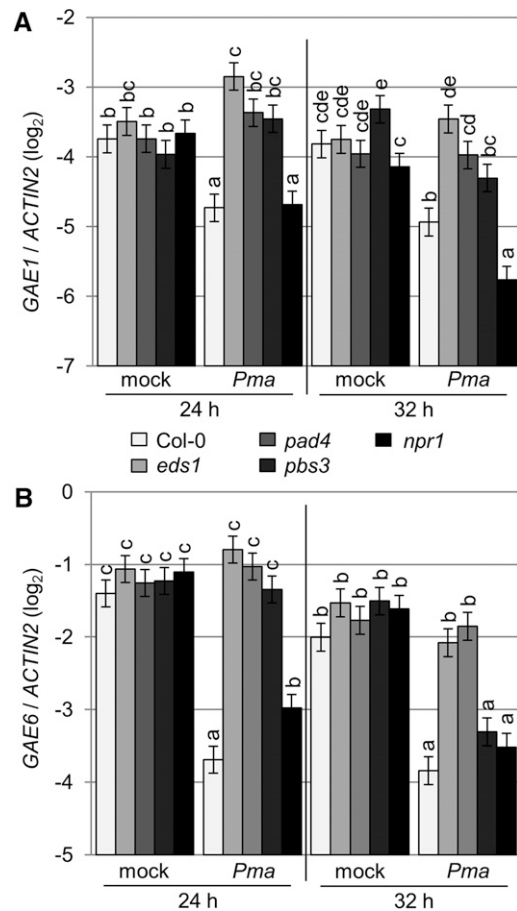 A
-2
-3
-4
-5
-6
-7
GAE1 / ACTIN2 (log2)
b bc b b b a c bc bc a cde cde cde e c b de cd bc a
mock Pma mock Pma
24 h 32 h
Col-0 pad4 npr1
eds1 pbs3
B
0
-1
-2
-3
-4
-5
GAE6 / ACTIN2 (log2)
c c c c c a c c c b b b b b b a b b a a
mock Pma mock Pma
24 h 32 h